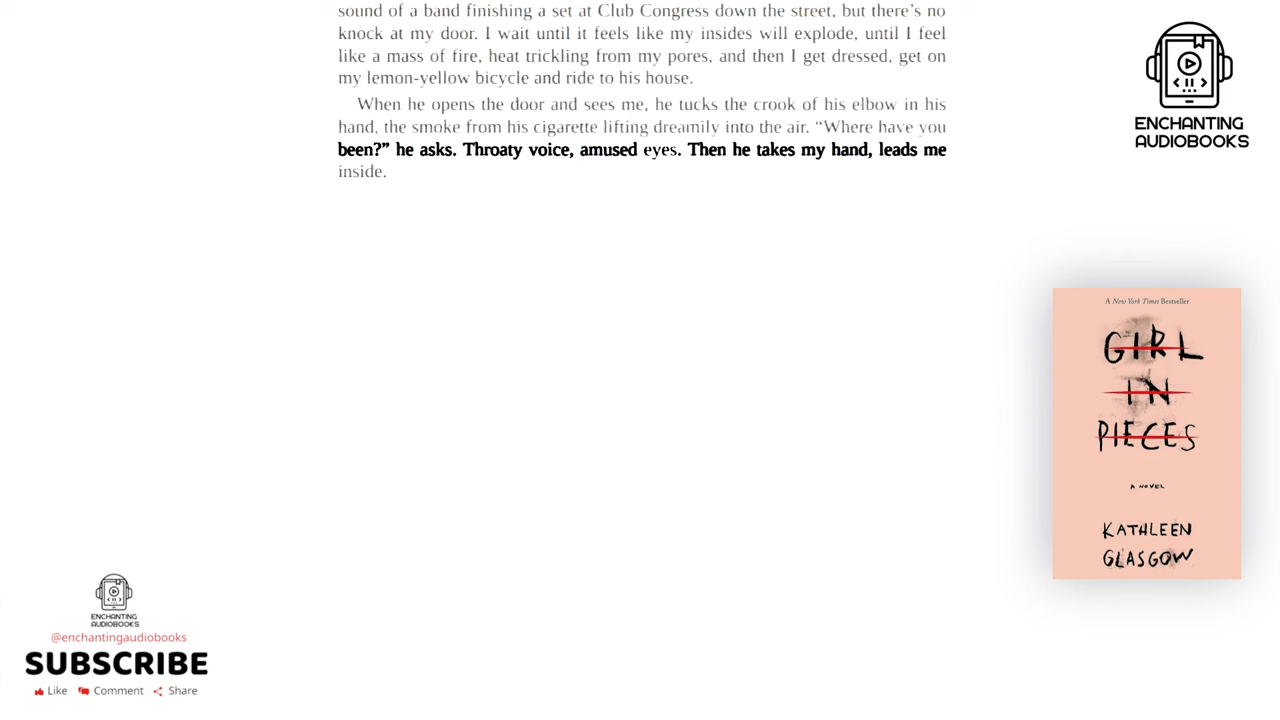 sound of a band finishing a set at Club Congress down the street, but there’s no
knock at my door. I wait until it feels like my insides will explode, until I feel
like a mass of fire, heat trickling from my pores, and then I get dressed, get on
my lemon-yellow bicycle and ride to his house.
When he opens the door and sees me, he tucks the crook of his elbow in his
hand, the smoke from his cigarette lifting dreamily into the air. “Where have you
been?” he asks. Throaty voice, amused eyes. Then he takes my hand, leads me
inside.
ENCHANTING
AUDIOBOOKS
A New York Times Bestseller
GIRL
IN
PIECES
A NOVEL
KATHLEEN
GLASGOW
ENCHANTING
AUDIOBOOKS
@enchantingaudiobooks
SUBSCRIBE
Like Comment Share